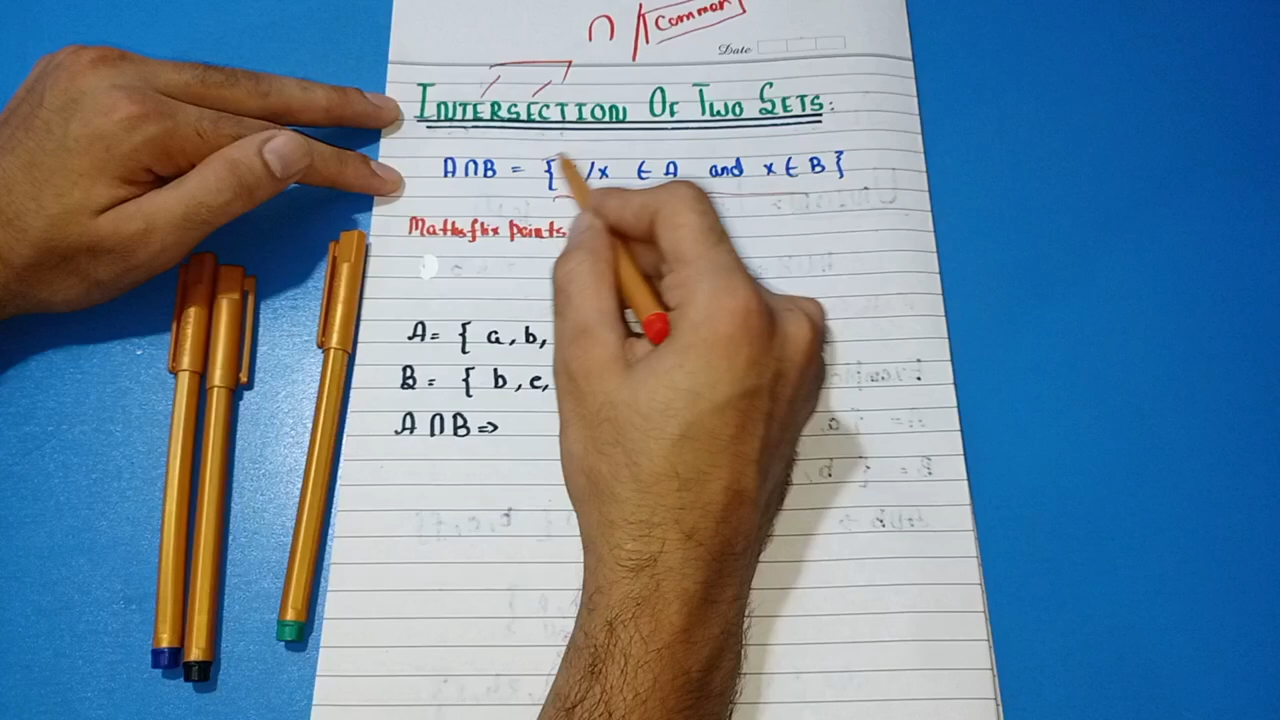 ∩ / Common
Date
INTERSECTION OF TWO SETS:
A∩B = { /x ∈ A and x ∈ B}
Mathsflix points
A = { a, b,
B = { b, e,
A ∩ B ⇒